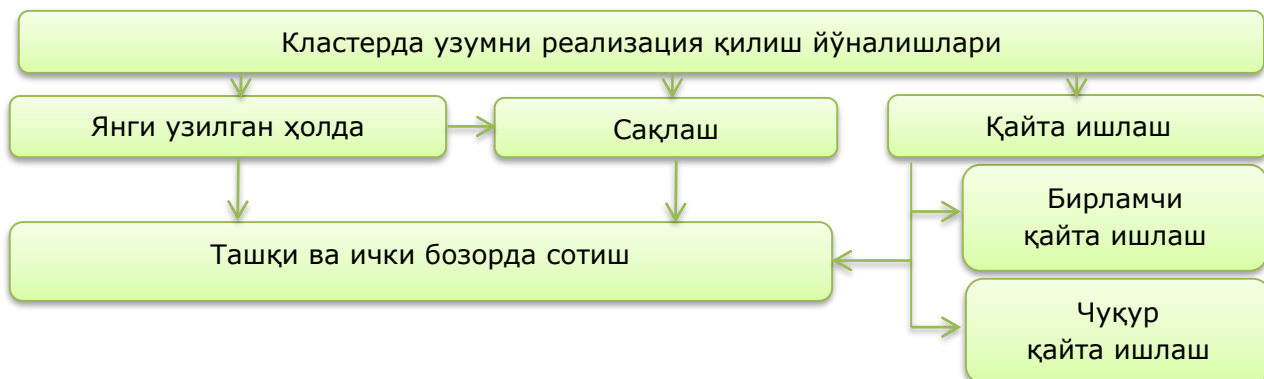 Кластерда узумни реализация қилиш йўналишлари
Янги узилган ҳолда
Сақлаш
Қайта ишлаш
Бирламчи
қайта ишлаш
Ташқи ва ички бозорда сотиш
Чуқур
қайта ишлаш